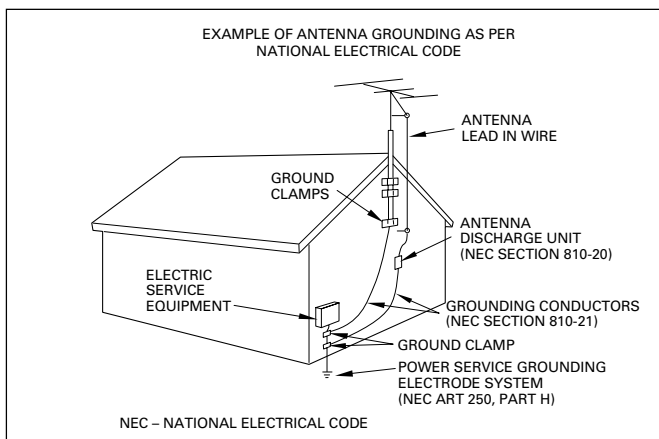 EXAMPLE OF ANTENNA GROUNDING AS PER
NATIONAL ELECTRICAL CODE
ANTENNA
LEAD IN WIRE
GROUND
CLAMPS
ANTENNA
DISCHARGE UNIT
(NEC SECTION 810-20)
ELECTRIC
SERVICE
EQUIPMENT
GROUNDING CONDUCTORS
(NEC SECTION 810-21)
GROUND CLAMP
POWER SERVICE GROUNDING
ELECTRODE SYSTEM
(NEC ART 250, PART H)
NEC – NATIONAL ELECTRICAL CODE